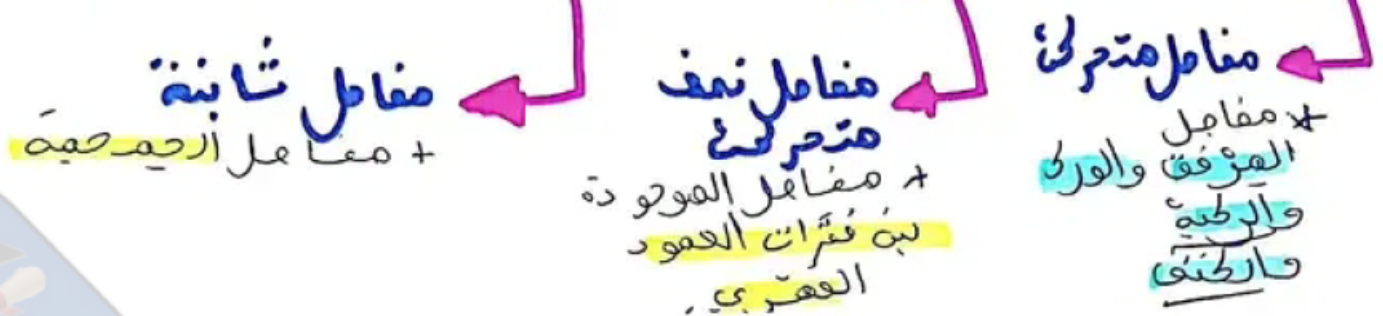 مفاصل متحركة
* مفاصل
المرفق والورك
والركبة
والكتف
مفاصل نصف
متحركة
+ مفاصل الموجودة
بين فقرات العمود
الفقري.
مفاصل ثابتة
+ مفاصل الجمجمة